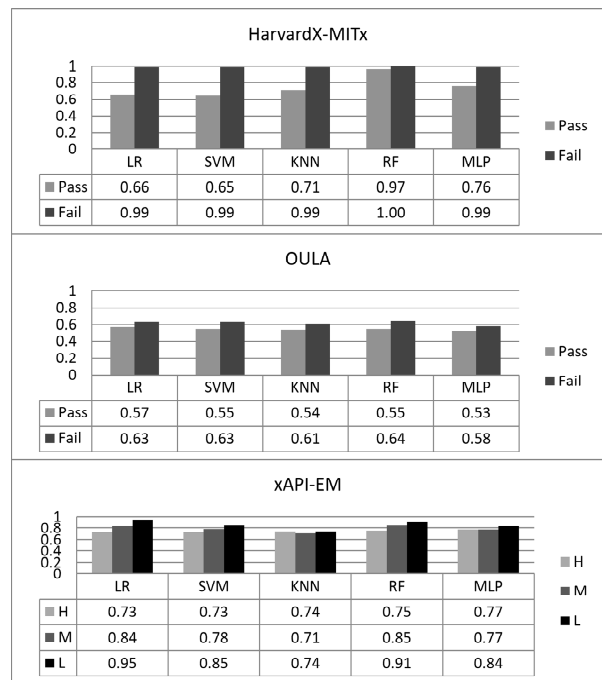 HarvardX-MITx
1
0.8
0.6
0.4
0.2
0
LR SVM KNN RF MLP
Pass 0.66 0.65 0.71 0.97 0.76
Fail 0.99 0.99 0.99 1.00 0.99
Pass
Fail
OULA
1
0.8
0.6
0.4
0.2
0
LR SVM KNN RF MLP
Pass 0.57 0.55 0.54 0.55 0.53
Fail 0.63 0.63 0.61 0.64 0.58
Pass
Fail
xAPI-EM
1
0.8
0.6
0.4
0.2
0
LR SVM KNN RF MLP
H 0.73 0.73 0.74 0.75 0.77
M 0.84 0.78 0.71 0.85 0.77
L 0.95 0.85 0.74 0.91 0.84
H
M
L